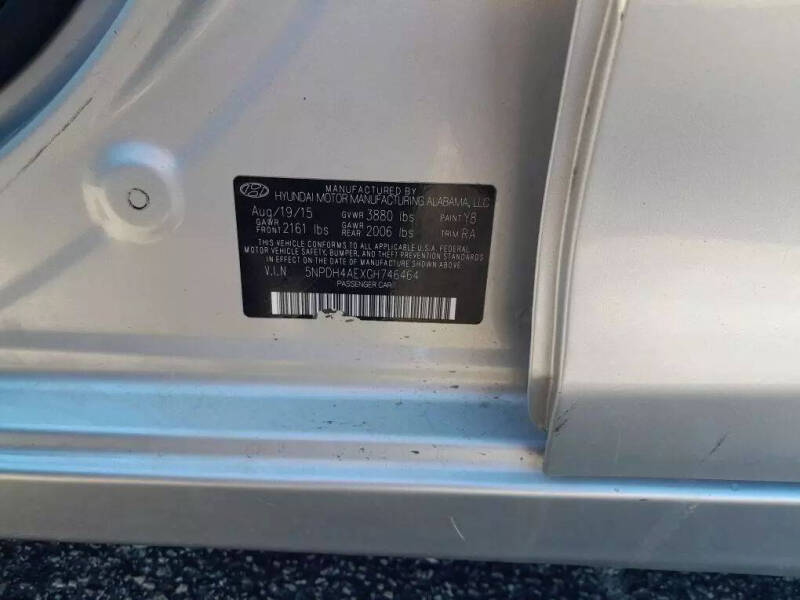 MANUFACTURED BY
HYUNDAI MOTOR MANUFACTURING ALABAMA, LLC
Aug/19/15 GVWR 3880 lbs PAINT Y8
GAWR FRONT 2161 lbs GAWR REAR 2006 lbs TRIM RA
THIS VEHICLE CONFORMS TO ALL APPLICABLE U.S.A. FEDERAL
MOTOR VEHICLE SAFETY, BUMPER, AND THEFT PREVENTION STANDARDS
IN EFFECT ON THE DATE OF MANUFACTURE SHOWN ABOVE.
V.I.N 5NPDH4AEXGH746464
PASSENGER CAR